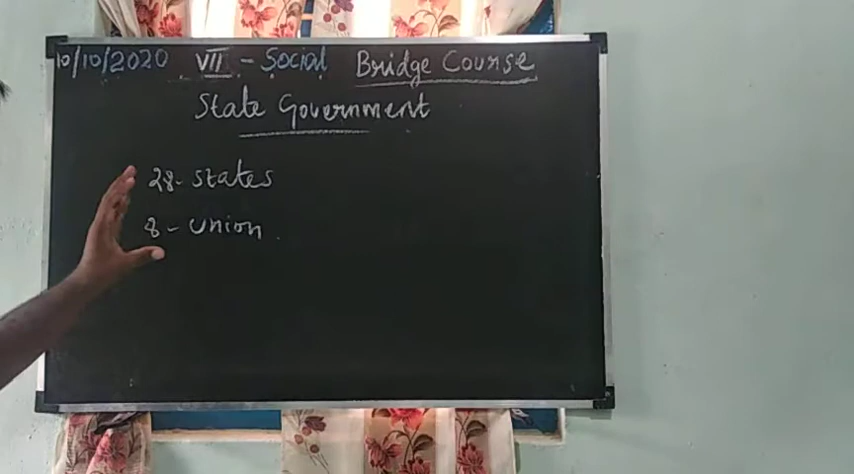 10/10/2020 VII - Social Bridge Course
State Government
28- states
8- union